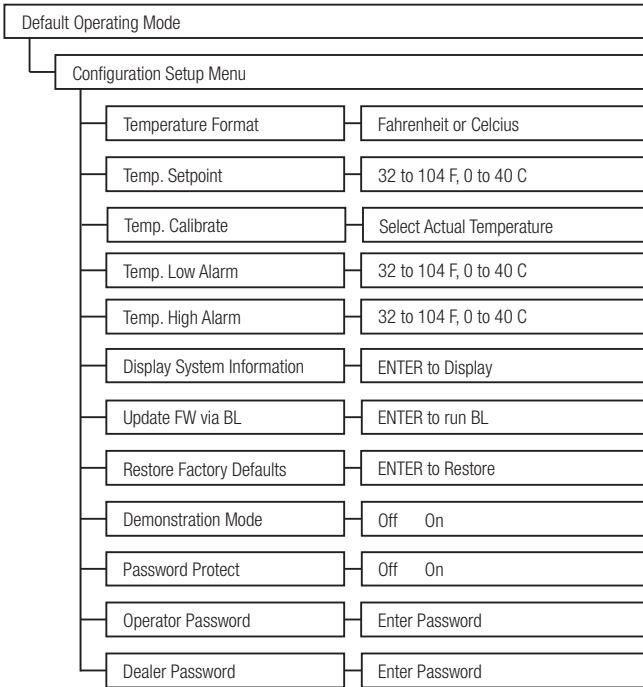 Default Operating Mode
Configuration Setup Menu
Temperature Format Fahrenheit or Celcius
Temp. Setpoint 32 to 104 F, 0 to 40 C
Temp. Calibrate Select Actual Temperature
Temp. Low Alarm 32 to 104 F, 0 to 40 C
Temp. High Alarm 32 to 104 F, 0 to 40 C
Display System Information ENTER to Display
Update FW via BL ENTER to run BL
Restore Factory Defaults ENTER to Restore
Demonstration Mode Off On
Password Protect Off On
Operator Password Enter Password
Dealer Password Enter Password